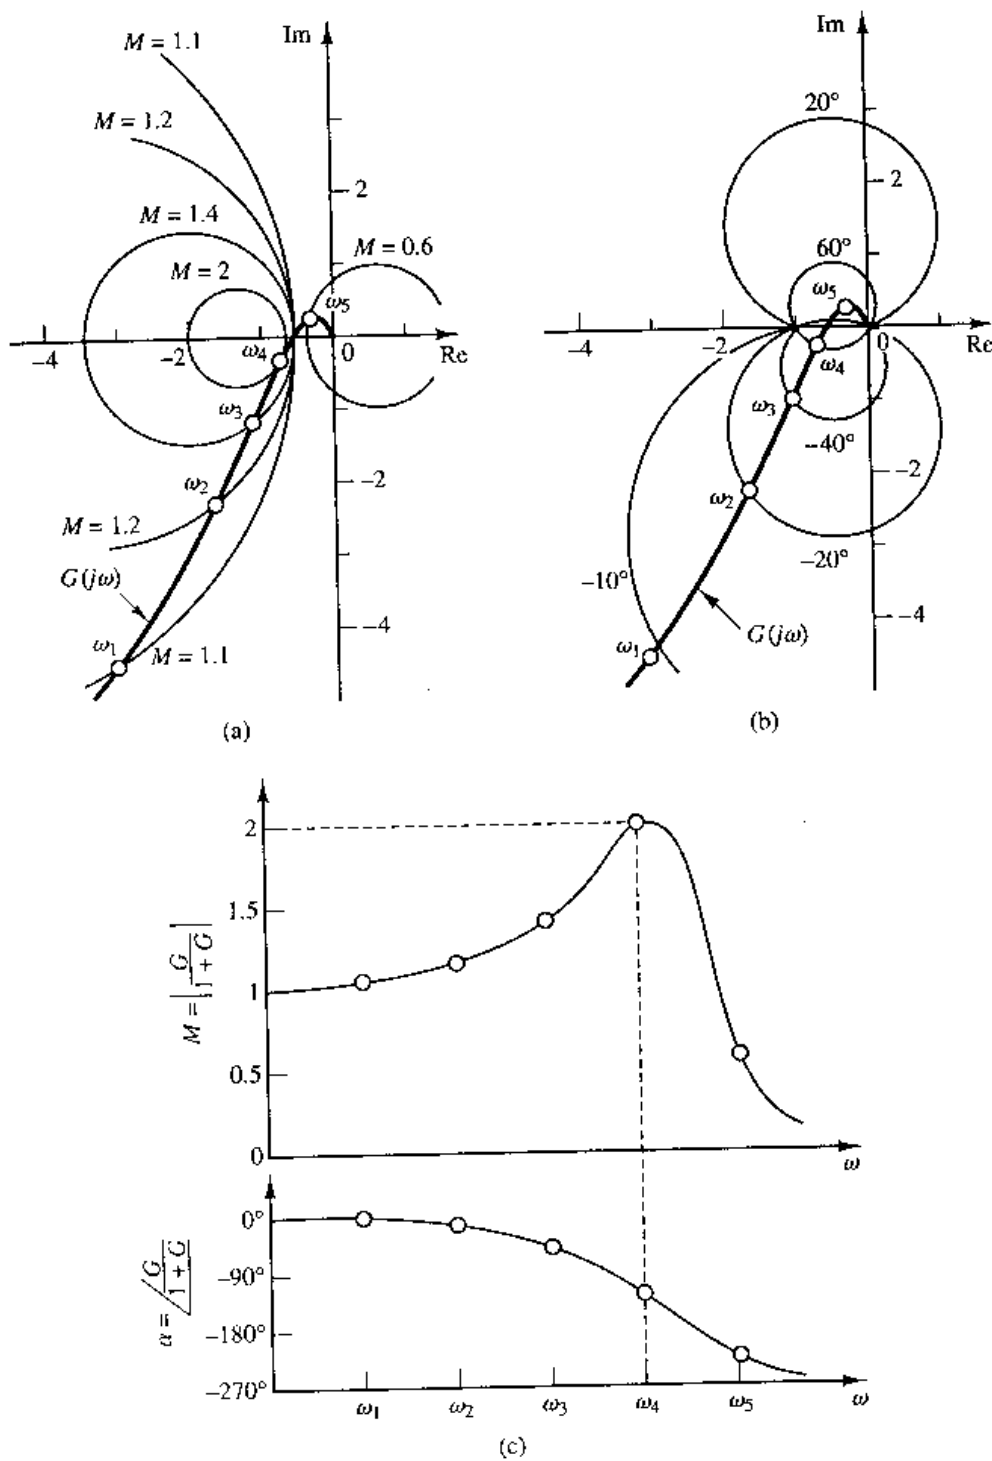 Im
M = 1.1
M = 1.2
M = 1.4
M = 2
M = 0.6
2
ω5
-4
-2
ω4
0
Re
ω3
ω2
-2
M = 1.2
G(jω)
-4
ω1
M = 1.1
(a)
Im
20°
2
60°
ω5
-4
-2
0
Re
ω4
ω3
-40°
-2
ω2
-20°
-10°
-4
G(jω)
ω1
(b)
2
1.5
1
0.5
0
M = |G/(1 + G)|
ω
0°
-90°
-180°
-270°
α = ∠G/(1 + G)
ω1 ω2 ω3 ω4 ω5 ω
(c)